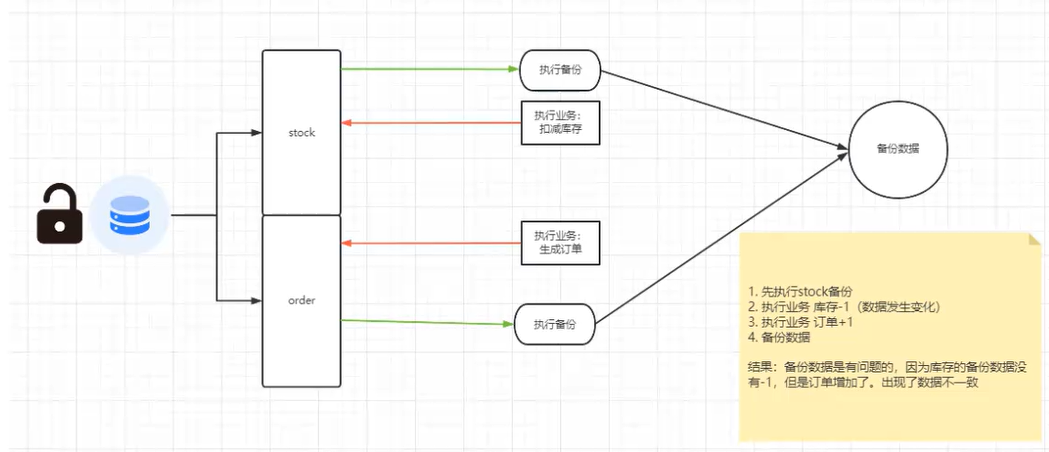 执行备份
执行业务：
扣减库存
stock
备份数据
执行业务：
生成订单
order
执行备份
1. 先执行stock备份
2. 执行业务 库存-1（数据发生变化）
3. 执行业务 订单+1
4. 备份数据
结果：备份数据是有问题的，因为库存的备份数据没
有-1，但是订单增加了。出现了数据不一致